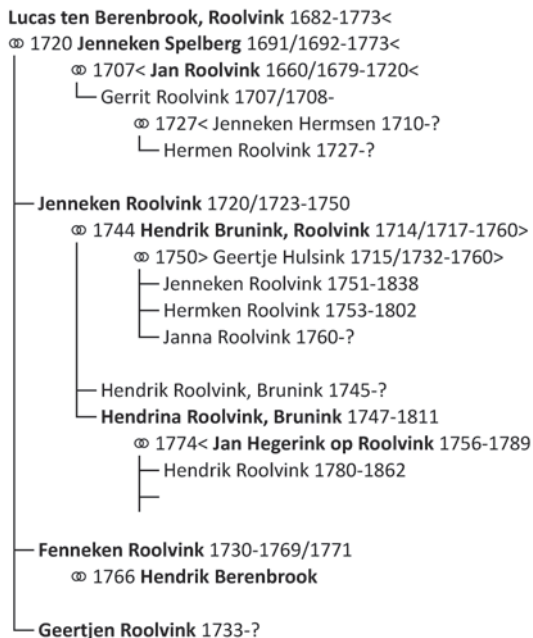 Lucas ten Berenbrook, Roolvink 1682-1773<
⚭ 1720 Jenneken Spelberg 1691/1692-1773<
⚭ 1707< Jan Roolvink 1660/1679-1720<
Gerrit Roolvink 1707/1708-
⚭ 1727< Jenneken Hermsen 1710-?
Hermen Roolvink 1727-?
Jenneken Roolvink 1720/1723-1750
⚭ 1744 Hendrik Brunink, Roolvink 1714/1717-1760>
⚭ 1750> Geertje Hulsink 1715/1732-1760>
Jenneken Roolvink 1751-1838
Hermken Roolvink 1753-1802
Janna Roolvink 1760-?
Hendrik Roolvink, Brunink 1745-?
Hendrina Roolvink, Brunink 1747-1811
⚭ 1774< Jan Hegerink op Roolvink 1756-1789
Hendrik Roolvink 1780-1862
Fenneken Roolvink 1730-1769/1771
⚭ 1766 Hendrik Berenbrook
Geertjen Roolvink 1733-?